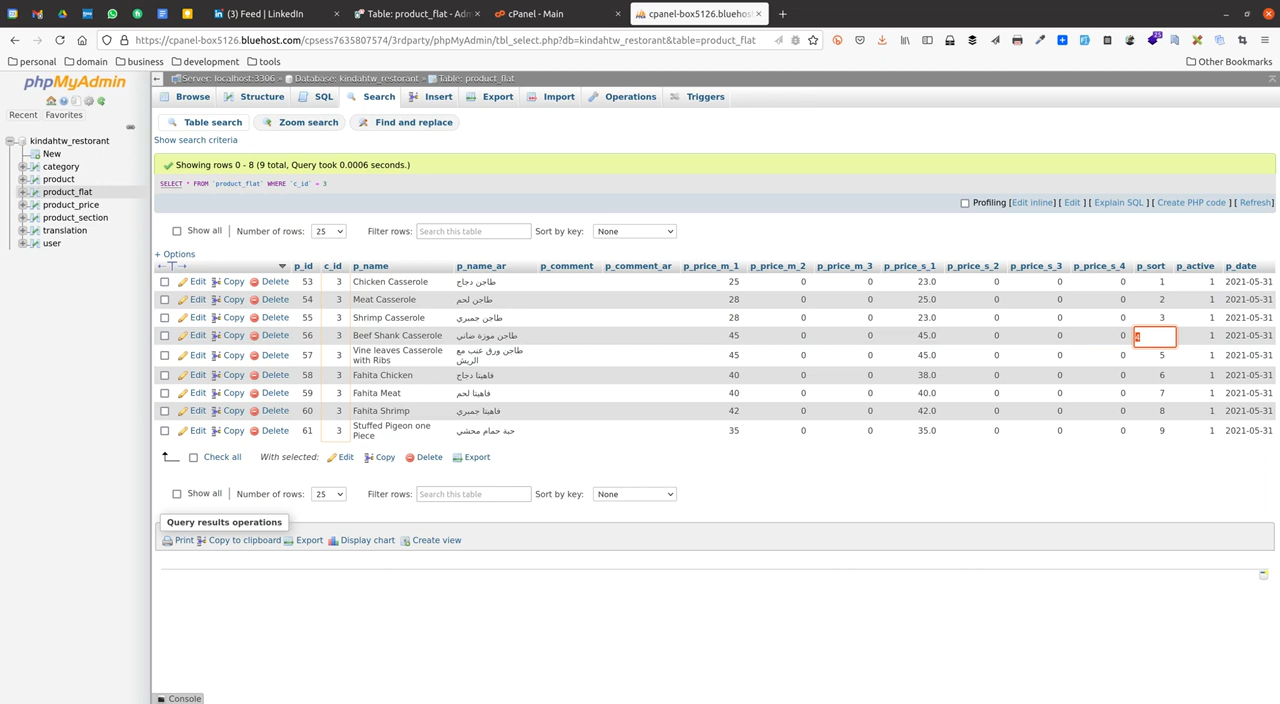 (3) Feed | LinkedIn
Table: product_flat - Adm
cPanel - Main
cpanel-box5126.bluehost
https://cpanel-box5126.bluehost.com/cpsess7635807574/3rdparty/phpMyAdmin/tbl_select.php?db=kindahtw_restorant&table=product_flat
personal domain business development tools Other Bookmarks
phpMyAdmin
Recent Favorites
kindahtw_restorant
New
category
product
product_flat
product_price
product_section
translation
user
Server: localhost:3306 » Database: kindahtw_restorant » Table: product_flat
Browse Structure SQL Search Insert Export Import Operations Triggers
Table search Zoom search Find and replace
Show search criteria
Showing rows 0 - 8 (9 total, Query took 0.0006 seconds.)
SELECT * FROM `product_flat` WHERE `c_id` = 3
Profiling [Edit inline] [ Edit ] [ Explain SQL ] [ Create PHP code ] [ Refresh]
Show all Number of rows: 25 Filter rows: Search this table Sort by key: None
+ Options
p_id c_id p_name p_name_ar p_comment p_comment_ar p_price_m_1 p_price_m_2 p_price_m_3 p_price_s_1 p_price_s_2 p_price_s_3 p_price_s_4 p_sort p_active p_date
Edit Copy Delete 53 3 Chicken Casserole طاجن دجاج 25 0 0 23.0 0 0 0 1 1 2021-05-31
Edit Copy Delete 54 3 Meat Casserole طاجن لحم 28 0 0 25.0 0 0 0 2 1 2021-05-31
Edit Copy Delete 55 3 Shrimp Casserole طاجن جمبري 28 0 0 23.0 0 0 0 3 1 2021-05-31
Edit Copy Delete 56 3 Beef Shank Casserole طاجن موزة ضاني 45 0 0 45.0 0 0 0 4 1 2021-05-31
Edit Copy Delete 57 3 Vine leaves Casserole طاجن ورق عنب مع 45 0 0 45.0 0 0 0 5 1 2021-05-31
with Ribs الريش
Edit Copy Delete 58 3 Fahita Chicken فاهيتا دجاج 40 0 0 38.0 0 0 0 6 1 2021-05-31
Edit Copy Delete 59 3 Fahita Meat فاهيتا لحم 40 0 0 40.0 0 0 0 7 1 2021-05-31
Edit Copy Delete 60 3 Fahita Shrimp فاهيتا جمبري 42 0 0 42.0 0 0 0 8 1 2021-05-31
Edit Copy Delete 61 3 Stuffed Pigeon one حبة حمام محشي 35 0 0 35.0 0 0 0 9 1 2021-05-31
Piece
Check all With selected: Edit Copy Delete Export
Show all Number of rows: 25 Filter rows: Search this table Sort by key: None
Query results operations
Print Copy to clipboard Export Display chart Create view
Console